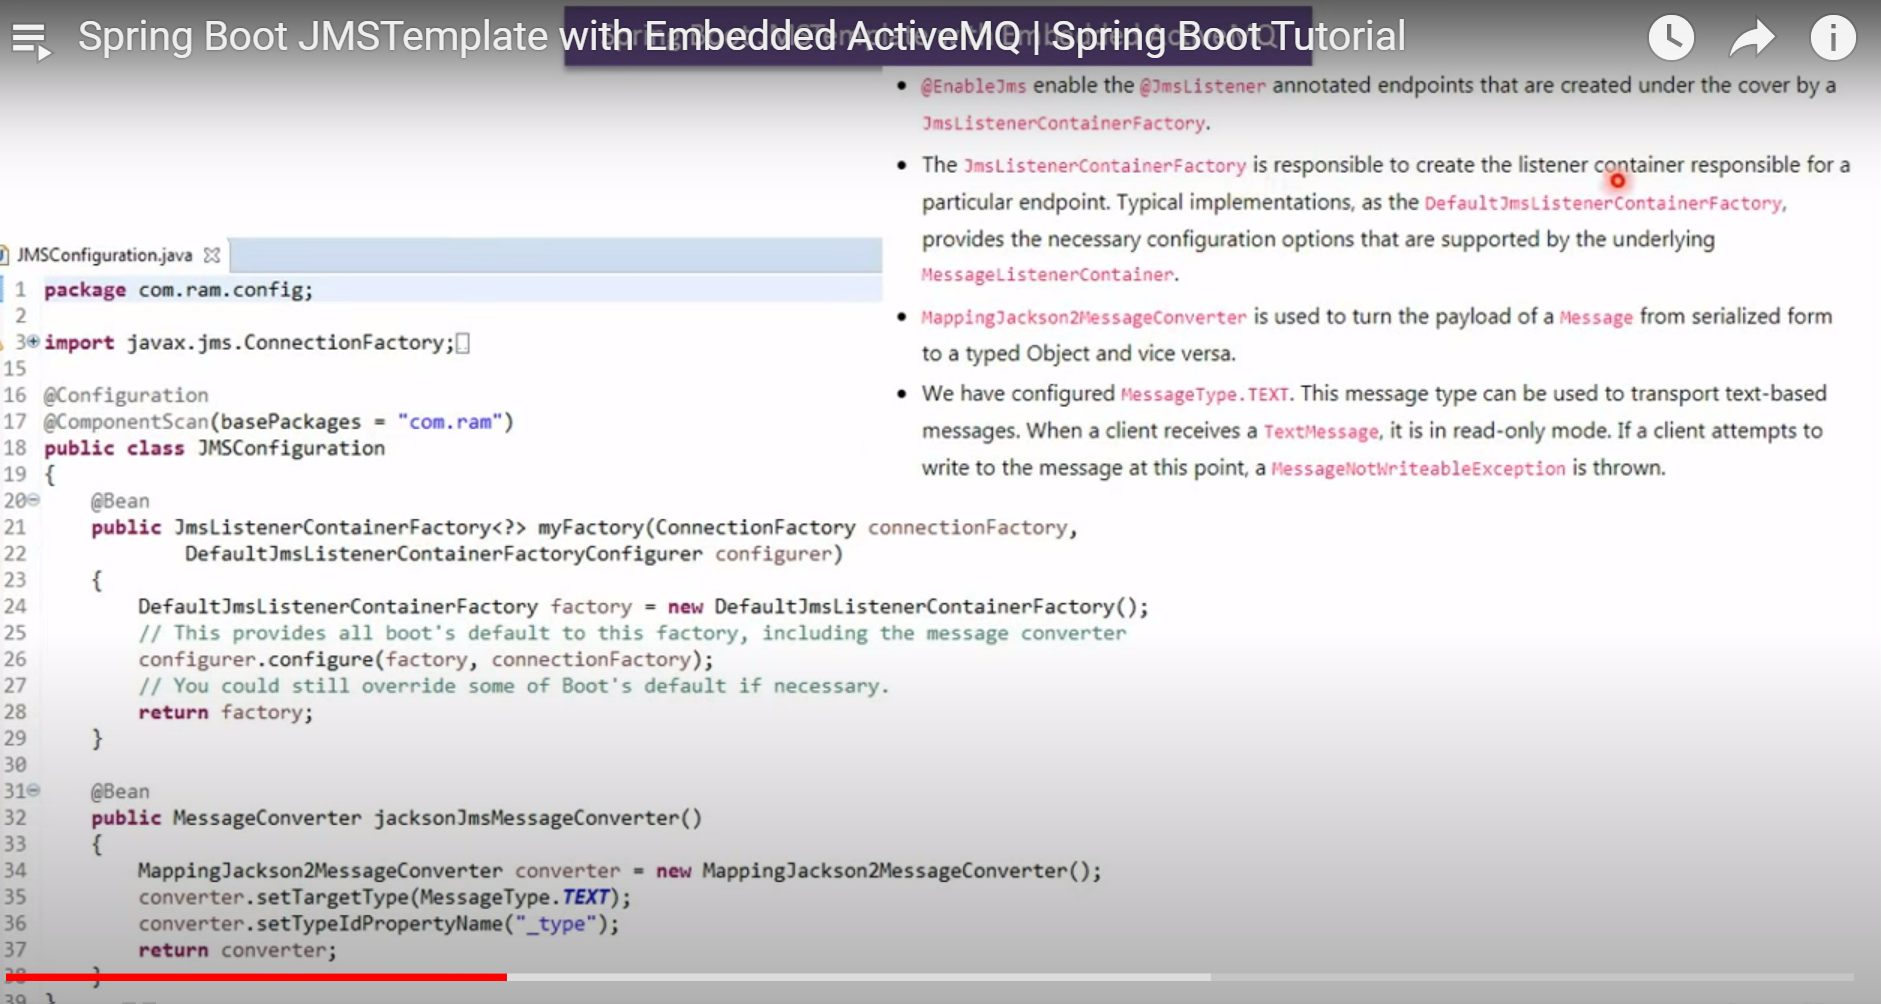 Spring Boot JMSTemplate with Embedded ActiveMQ | Spring Boot Tutorial
• @EnableJms enable the @JmsListener annotated endpoints that are created under the cover by a
JmsListenerContainerFactory.
• The JmsListenerContainerFactory is responsible to create the listener container responsible for a
particular endpoint. Typical implementations, as the DefaultJmsListenerContainerFactory,
provides the necessary configuration options that are supported by the underlying
MessageListenerContainer.
• MappingJackson2MessageConverter is used to turn the payload of a Message from serialized form
to a typed Object and vice versa.
• We have configured MessageType.TEXT. This message type can be used to transport text-based
messages. When a client receives a TextMessage, it is in read-only mode. If a client attempts to
write to the message at this point, a MessageNotWriteableException is thrown.
JMSConfiguration.java
1 package com.ram.config;
2
3 import javax.jms.ConnectionFactory;
15
16 @Configuration
17 @ComponentScan(basePackages = "com.ram")
18 public class JMSConfiguration
19 {
20 @Bean
21 public JmsListenerContainerFactory<?> myFactory(ConnectionFactory connectionFactory,
22 DefaultJmsListenerContainerFactoryConfigurer configurer)
23 {
24 DefaultJmsListenerContainerFactory factory = new DefaultJmsListenerContainerFactory();
25 // This provides all boot's default to this factory, including the message converter
26 configurer.configure(factory, connectionFactory);
27 // You could still override some of Boot's default if necessary.
28 return factory;
29 }
30
31 @Bean
32 public MessageConverter jacksonJmsMessageConverter()
33 {
34 MappingJackson2MessageConverter converter = new MappingJackson2MessageConverter();
35 converter.setTargetType(MessageType.TEXT);
36 converter.setTypeIdPropertyName("_type");
37 return converter;
38 }
39 }